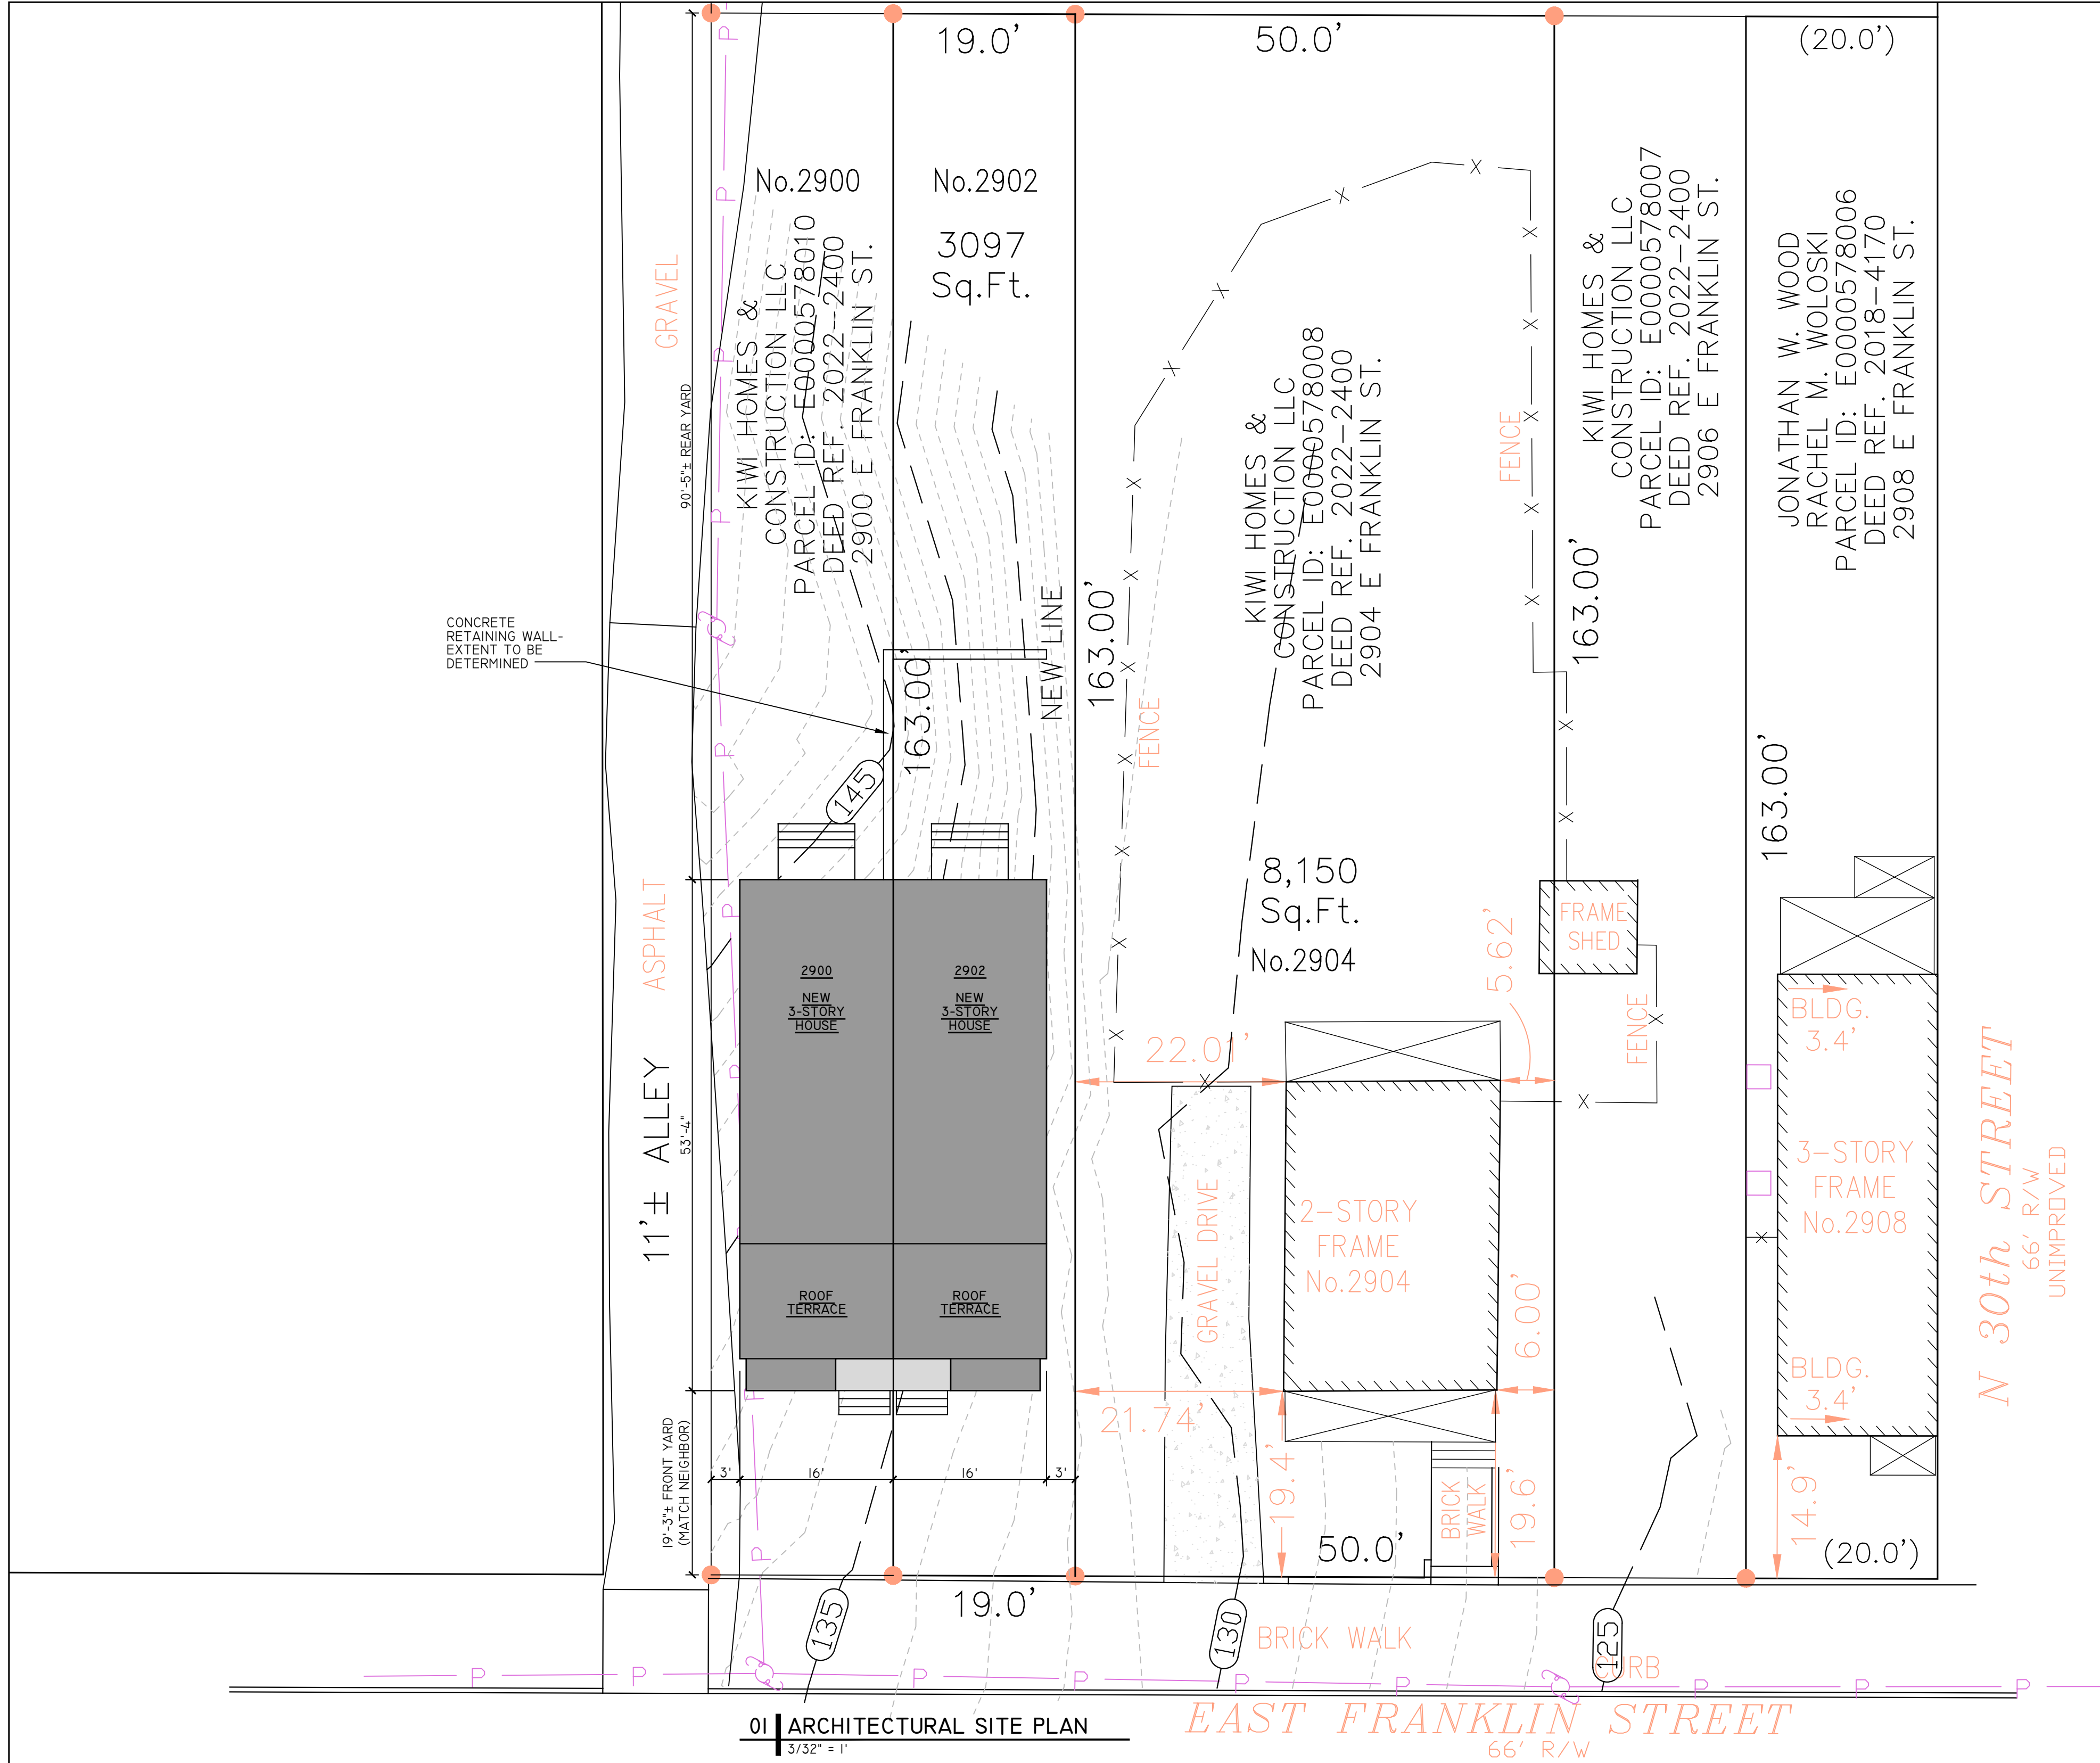 19.0'
50.0'
(20.0')
No.2900
No.2902
3097
Sq.Ft.
GRAVEL
90'-5"± REAR YARD
KIWI HOMES &
CONSTRUCTION LLC
PARCEL ID: E0000578010
DEED REF. 2022-2400
2900 E FRANKLIN ST.
KIWI HOMES &
CONSTRUCTION LLC
PARCEL ID: E0000578008
DEED REF. 2022-2400
2904 E FRANKLIN ST.
FENCE
KIWI HOMES &
CONSTRUCTION LLC
PARCEL ID: E0000578007
DEED REF. 2022-2400
2906 E FRANKLIN ST.
JONATHAN W. WOOD
RACHEL M. WOLOSKI
PARCEL ID: E0000578006
DEED REF. 2018-4170
2908 E FRANKLIN ST.
CONCRETE
RETAINING WALL-
EXTENT TO BE
DETERMINED
163.00'
NEW LINE
163.00'
163.00'
163.00'
FENCE
145
8,150
Sq.Ft.
No.2904
5.62'
FRAME
SHED
FENCE
ASPHALT
11'± ALLEY
53'-4"
2900
NEW
3-STORY
HOUSE
2902
NEW
3-STORY
HOUSE
ROOF
TERRACE
ROOF
TERRACE
22.01'
GRAVEL DRIVE
2-STORY
FRAME
No.2904
6.00'
BLDG.
3.4'
3-STORY
FRAME
No.2908
BLDG.
3.4'
N 30th STREET
66' R/W
UNIMPROVED
21.74'
19'-3"± FRONT YARD
(MATCH NEIGHBOR)
3'
16'
16'
3'
19.4'
BRICK
WALK
19.6'
14.9'
50.0'
(20.0')
19.0'
135
130
BRICK WALK
125
CURB
P P P P P P P P P P
X X X X X X X X
EAST FRANKLIN STREET
66' R/W
01 ARCHITECTURAL SITE PLAN
3/32" = 1'